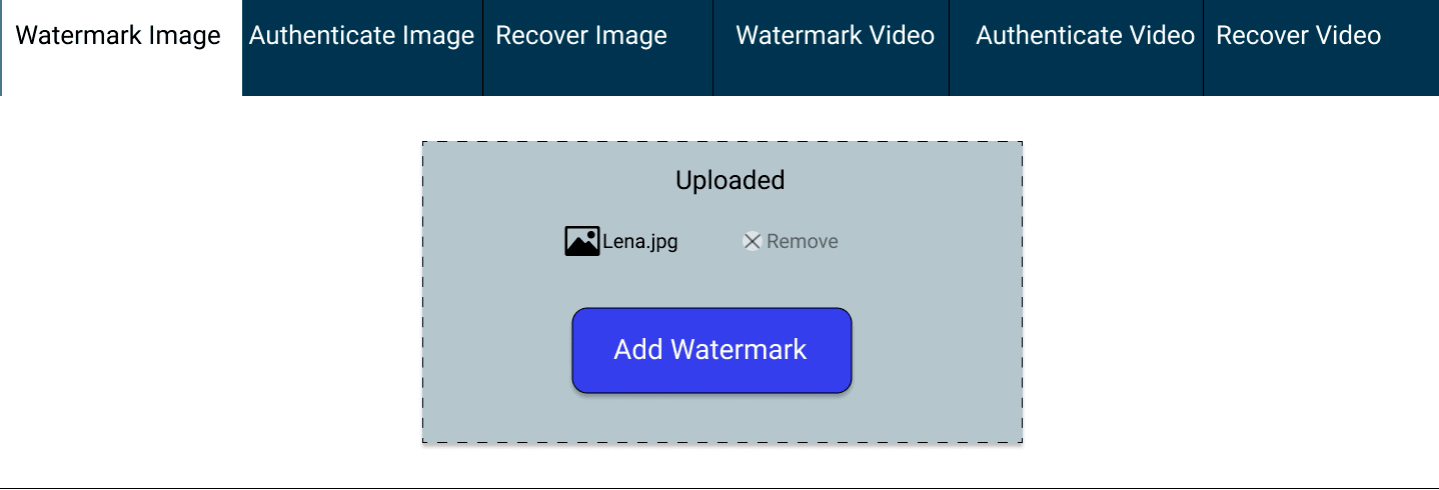 Watermark Image
Authenticate Image
Recover Image
Watermark Video
Authenticate Video
Recover Video
Uploaded
Lena.jpg
Remove
Add Watermark